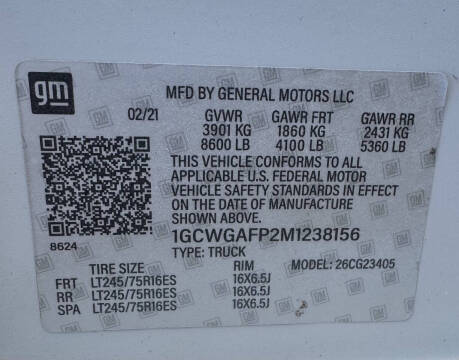 gm
MFD BY GENERAL MOTORS LLC
02/21 GVWR GAWR FRT GAWR RR
3901 KG 1860 KG 2431 KG
8600 LB 4100 LB 5360 LB
THIS VEHICLE CONFORMS TO ALL
APPLICABLE U.S. FEDERAL MOTOR
VEHICLE SAFETY STANDARDS IN EFFECT
ON THE DATE OF MANUFACTURE
SHOWN ABOVE.
8624 1GCWGAFP2M1238156
TYPE: TRUCK MODEL: 26CG23405
TIRE SIZE RIM
FRT LT245/75R16ES 16X6.5J
RR LT245/75R16ES 16X6.5J
SPA LT245/75R16ES 16X6.5J